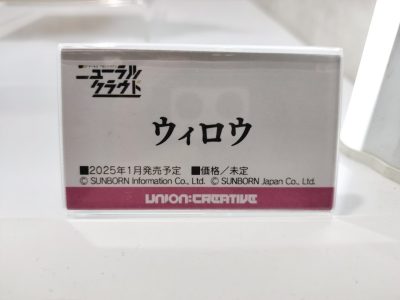 ニューラル
クラウド
ウィロウ
■2025年1月発売予定 ■価格／未定
© SUNBORN Information Co., Ltd. © SUNBORN Japan Co., Ltd.
UNION:CREATIVE